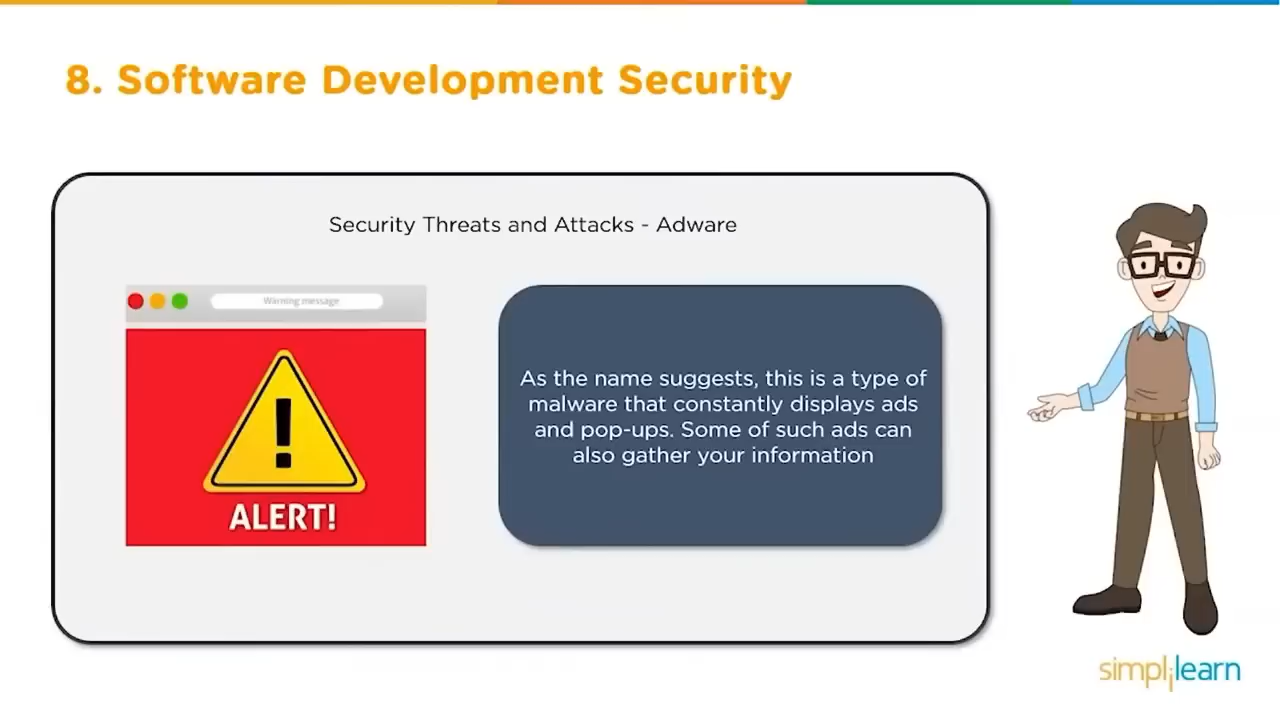 8. Software Development Security
Security Threats and Attacks - Adware
Warning message
ALERT!
As the name suggests, this is a type of
malware that constantly displays ads
and pop-ups. Some of such ads can
also gather your information
simplilearn